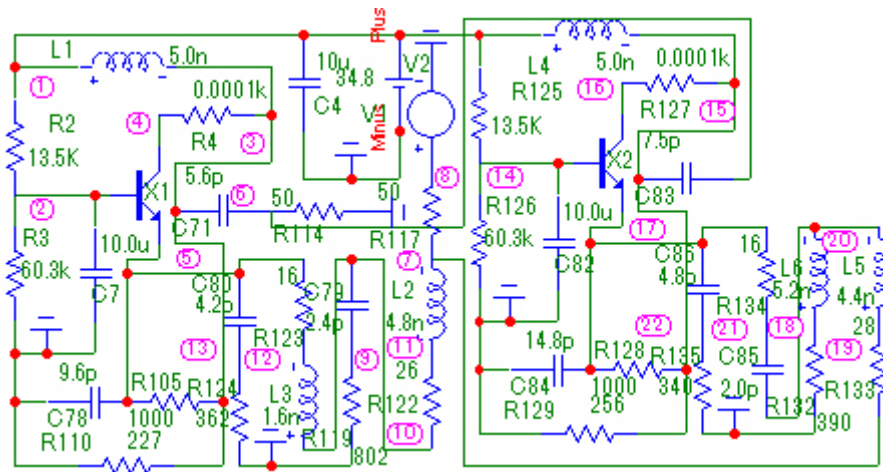 L1
5.0n
1
4
0.0001k
R4
3
R2
13.5K
X1
2
5.6p
6
C71
R3
60.3k
10.0u
C7
5
10u
34.8
C4
V1
Plus
Minus
V2
8
50
R114
50
R117
7
C80
4.2p
16
R123
C79
2.4p
L2
4.8n
11
26
R122
10
13
12
9
9.6p
C78
R105
1000
R124
362
L3
1.6n
R119
802
R110
227
L4
5.0n
16
0.0001k
R125
R127
15
13.5K
X2
7.5p
C83
14
R126
60.3k
10.0u
C82
17
C86
4.8p
16
R134
L6
5.2n
20
L5
4.4n
28
22
21
18
19
14.8p
C84
R128
1000
R135
340
C85
2.0p
R132
390
R133
R129
256